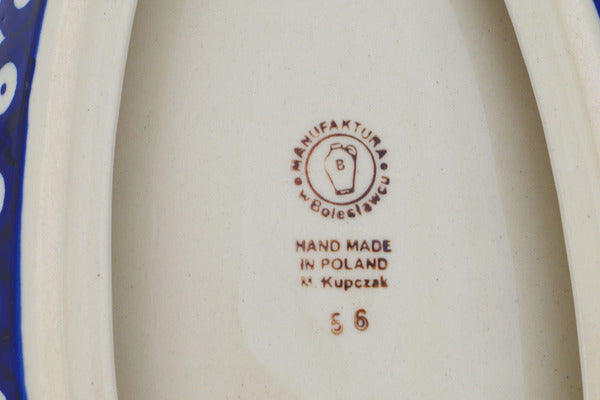 MANUFAKTURA
w Bolesławcu
B
HAND MADE
IN POLAND
M. Kupczak
56